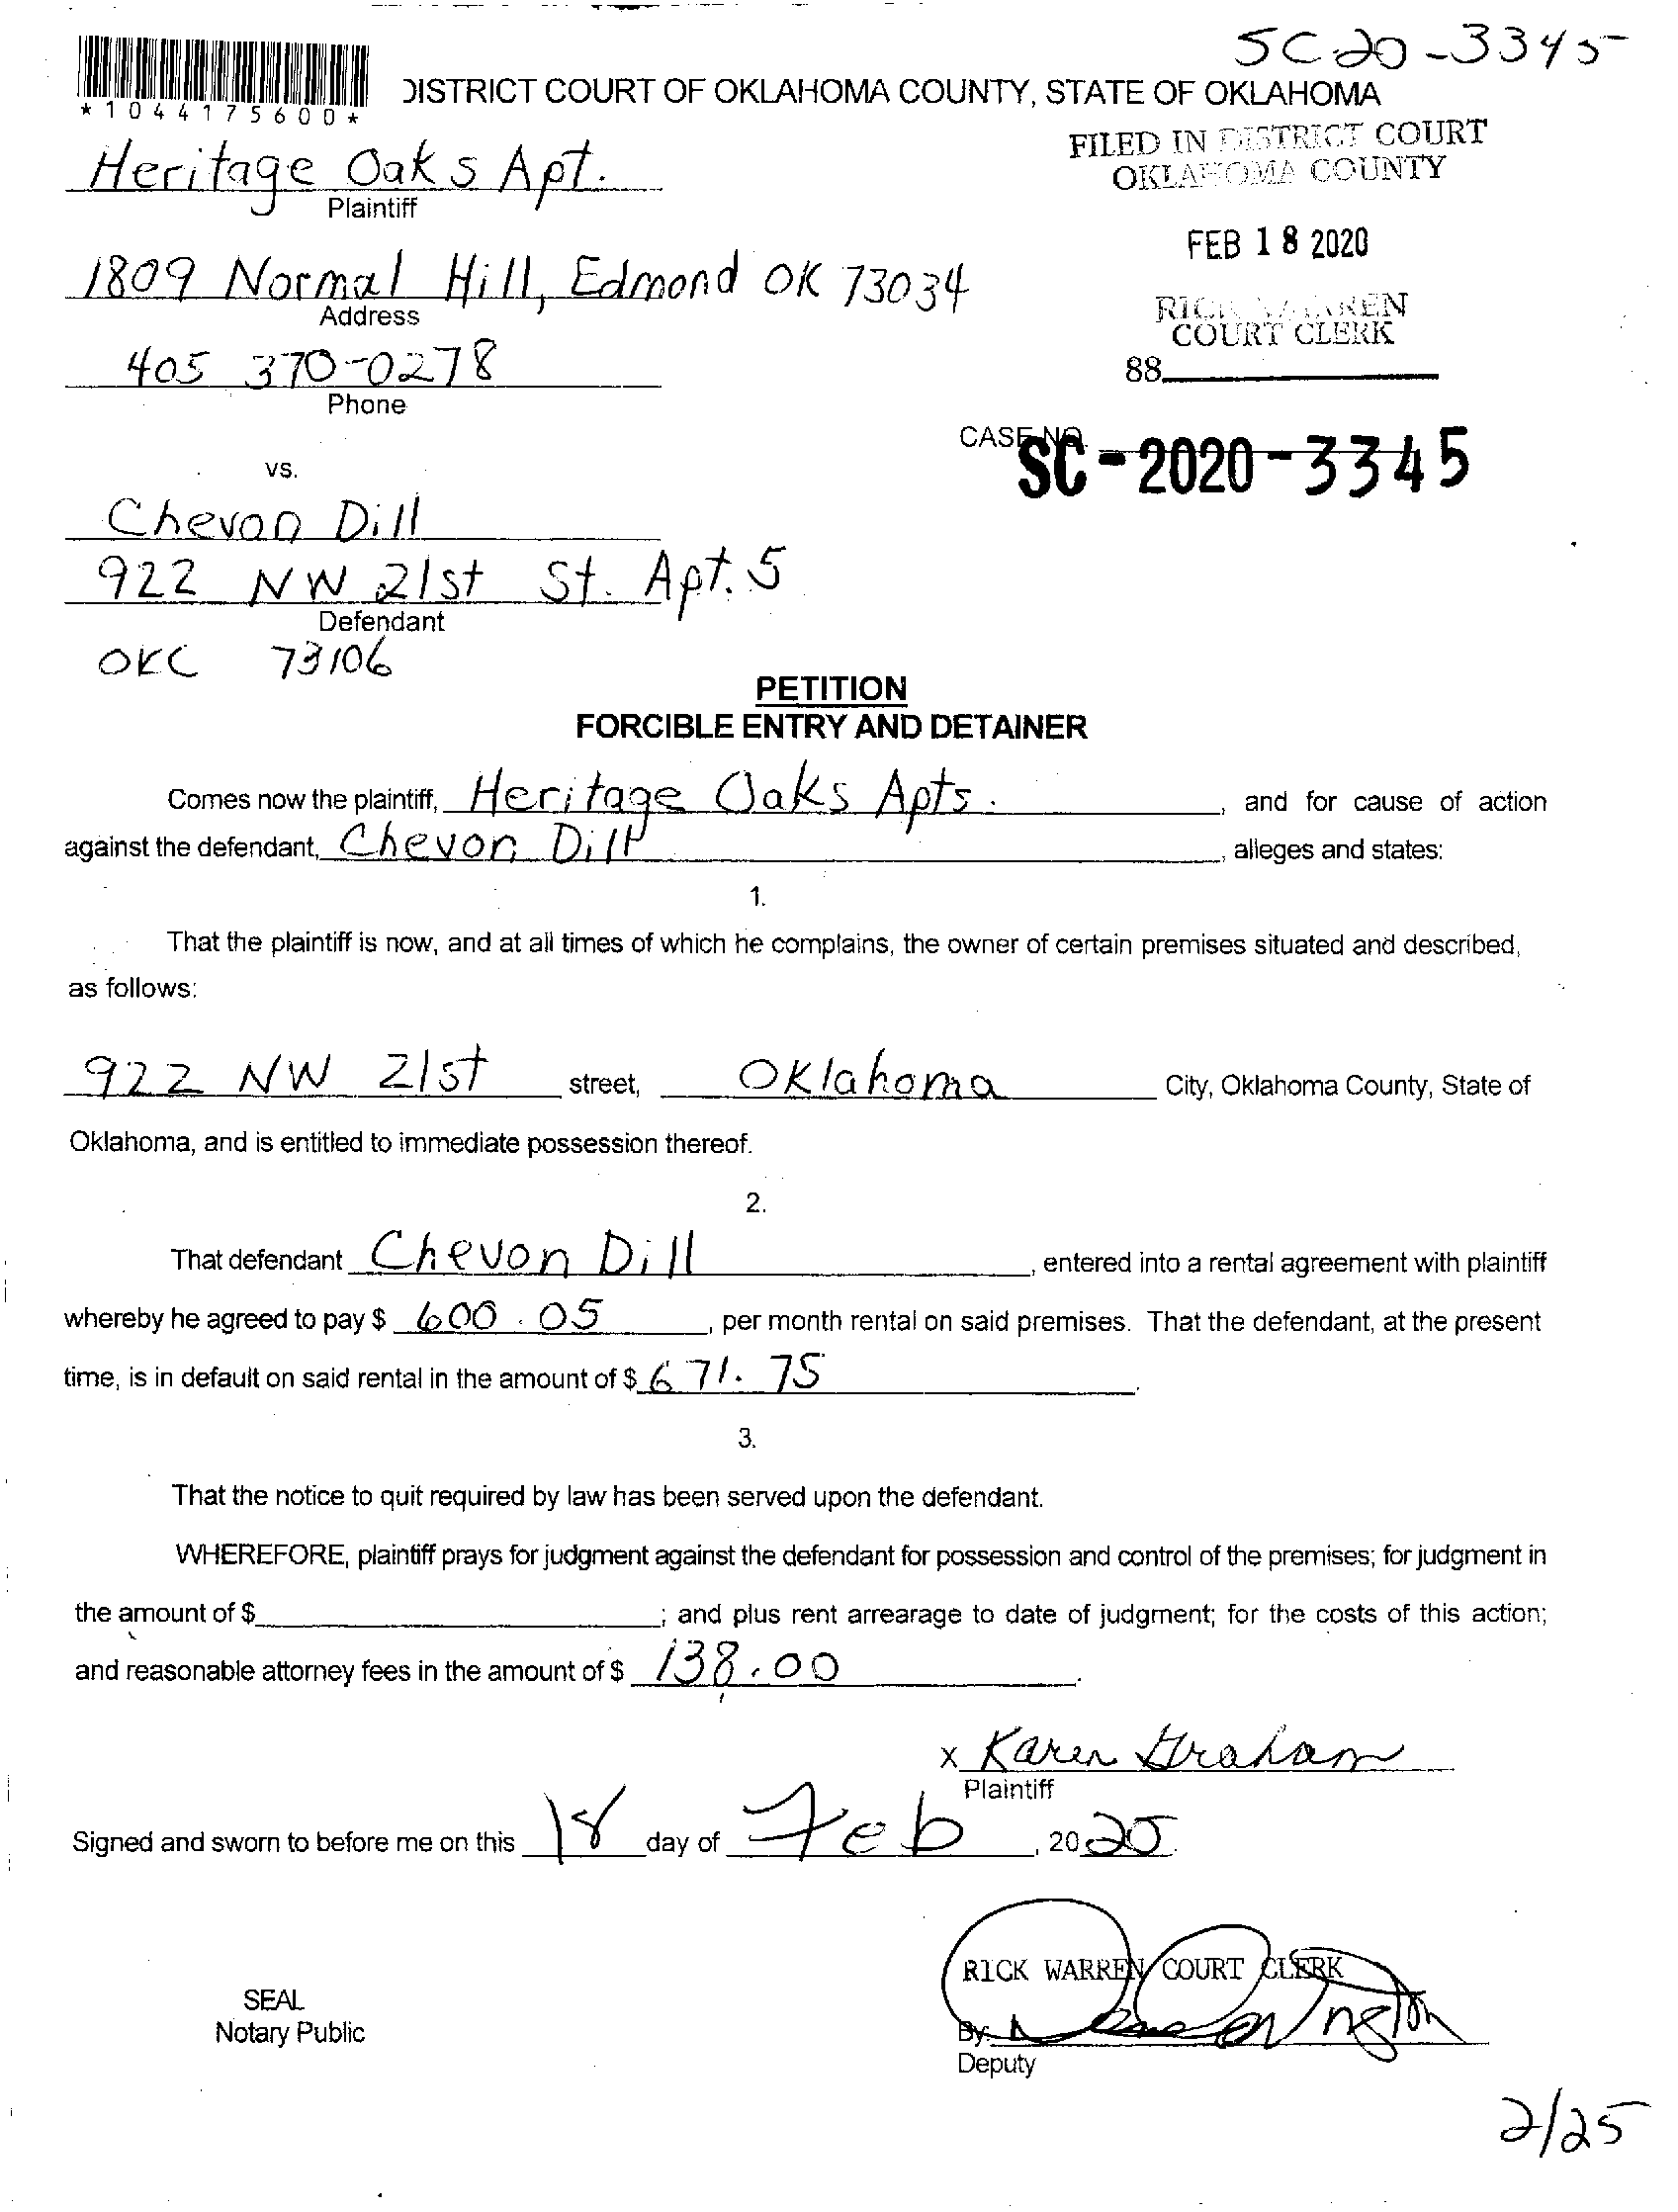 SC20-3345
*1044175600*
DISTRICT COURT OF OKLAHOMA COUNTY, STATE OF OKLAHOMA
FILED IN DISTRICT COURT
OKLAHOMA COUNTY
Heritage Oaks Apt.
Plaintiff
FEB 18 2020
1809 Normal Hill, Edmond OK 73034
Address
RICK WARREN
COURT CLERK
405 370-0278
Phone
88
CASE NO.
SC-2020-3345
vs.
Chevon Dill
922 NW 21st St. Apt. 5
Defendant
OKC 73106
PETITION
FORCIBLE ENTRY AND DETAINER
Comes now the plaintiff, Heritage Oaks Apts. , and for cause of action
against the defendant, Chevon Dill , alleges and states:
1.
That the plaintiff is now, and at all times of which he complains, the owner of certain premises situated and described,
as follows:
922 NW 21st street, Oklahoma City, Oklahoma County, State of
Oklahoma, and is entitled to immediate possession thereof.
2.
That defendant Chevon Dill , entered into a rental agreement with plaintiff
whereby he agreed to pay $ 600.05 , per month rental on said premises. That the defendant, at the present
time, is in default on said rental in the amount of $ 671.75 .
3.
That the notice to quit required by law has been served upon the defendant.
WHEREFORE, plaintiff prays for judgment against the defendant for possession and control of the premises; for judgment in
the amount of $ ; and plus rent arrearage to date of judgment; for the costs of this action;
and reasonable attorney fees in the amount of $ 138.00 .
x Karen Graham
Plaintiff
Signed and sworn to before me on this 18 day of Feb , 2020.
RICK WARREN COURT CLERK
SEAL
Notary Public
By:
Deputy
2/25